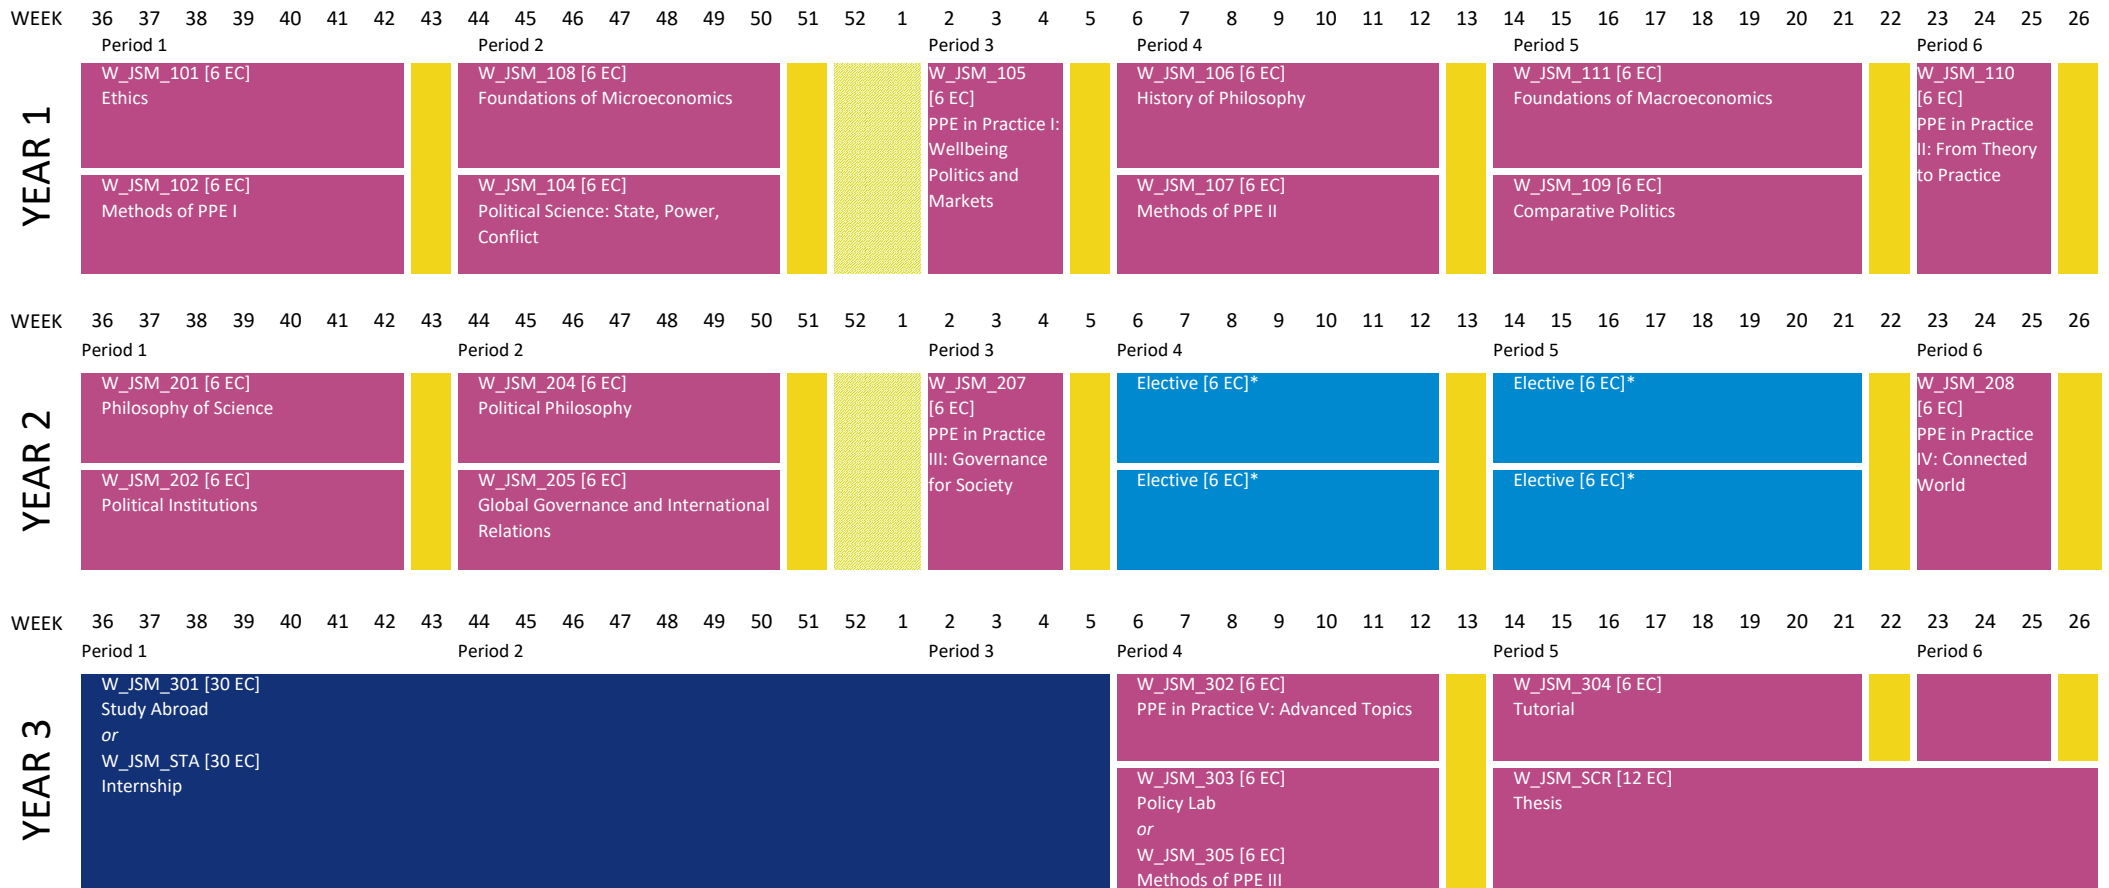 WEEK 36 37 38 39 40 41 42 43 44 45 46 47 48 49 50 51 52 1 2 3 4 5 6 7 8 9 10 11 12 13 14 15 16 17 18 19 20 21 22 23 24 25 26
Period 1 Period 2 Period 3 Period 4 Period 5 Period 6
YEAR 1
W_JSM_101 [6 EC]
Ethics
W_JSM_102 [6 EC]
Methods of PPE I
W_JSM_108 [6 EC]
Foundations of Microeconomics
W_JSM_104 [6 EC]
Political Science: State, Power,
Conflict
W_JSM_105
[6 EC]
PPE in Practice I:
Wellbeing
Politics and
Markets
W_JSM_106 [6 EC]
History of Philosophy
W_JSM_107 [6 EC]
Methods of PPE II
W_JSM_111 [6 EC]
Foundations of Macroeconomics
W_JSM_109 [6 EC]
Comparative Politics
W_JSM_110
[6 EC]
PPE in Practice
II: From Theory
to Practice
WEEK 36 37 38 39 40 41 42 43 44 45 46 47 48 49 50 51 52 1 2 3 4 5 6 7 8 9 10 11 12 13 14 15 16 17 18 19 20 21 22 23 24 25 26
Period 1 Period 2 Period 3 Period 4 Period 5 Period 6
YEAR 2
W_JSM_201 [6 EC]
Philosophy of Science
W_JSM_202 [6 EC]
Political Institutions
W_JSM_204 [6 EC]
Political Philosophy
W_JSM_205 [6 EC]
Global Governance and International
Relations
W_JSM_207
[6 EC]
PPE in Practice
III: Governance
for Society
Elective [6 EC]*
Elective [6 EC]*
Elective [6 EC]*
Elective [6 EC]*
W_JSM_208
[6 EC]
PPE in Practice
IV: Connected
World
WEEK 36 37 38 39 40 41 42 43 44 45 46 47 48 49 50 51 52 1 2 3 4 5 6 7 8 9 10 11 12 13 14 15 16 17 18 19 20 21 22 23 24 25 26
Period 1 Period 2 Period 3 Period 4 Period 5 Period 6
YEAR 3
W_JSM_301 [30 EC]
Study Abroad
or
W_JSM_STA [30 EC]
Internship
W_JSM_302 [6 EC]
PPE in Practice V: Advanced Topics
W_JSM_303 [6 EC]
Policy Lab
or
W_JSM_305 [6 EC]
Methods of PPE III
W_JSM_304 [6 EC]
Tutorial
W_JSM_SCR [12 EC]
Thesis